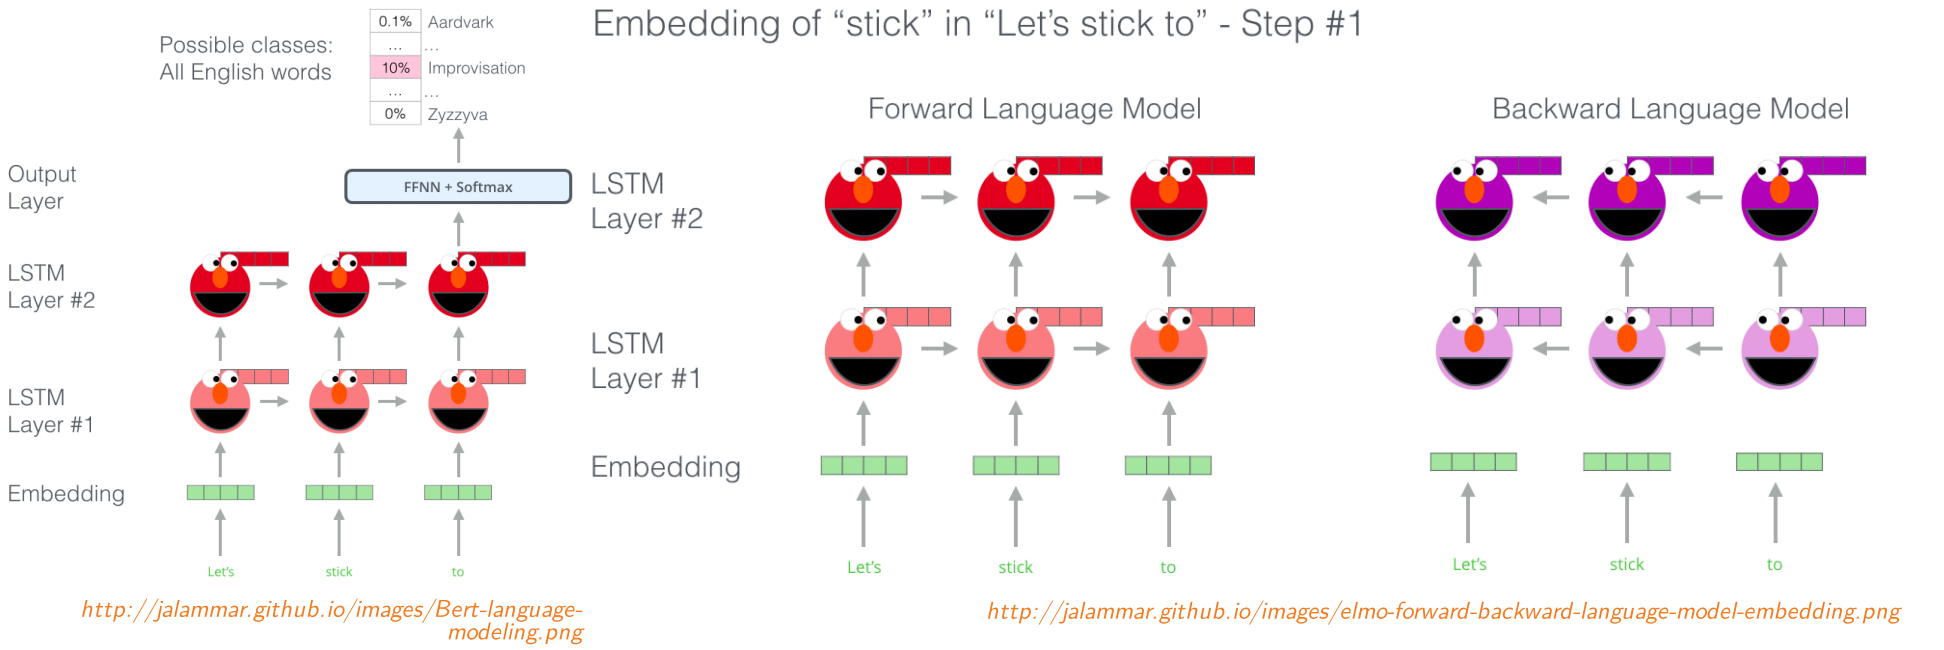 Possible classes:
All English words
0.1% Aardvark
... ...
10% Improvisation
... ...
0% Zyzzyva
Output
Layer
FFNN + Softmax
LSTM
Layer #2
LSTM
Layer #1
Embedding
Let's stick to
http://jalammar.github.io/images/Bert-language-
modeling.png
Embedding of “stick” in “Let’s stick to” - Step #1
Forward Language Model
Backward Language Model
LSTM
Layer #2
LSTM
Layer #1
Embedding
Let's stick to
Let's stick to
http://jalammar.github.io/images/elmo-forward-backward-language-model-embedding.png